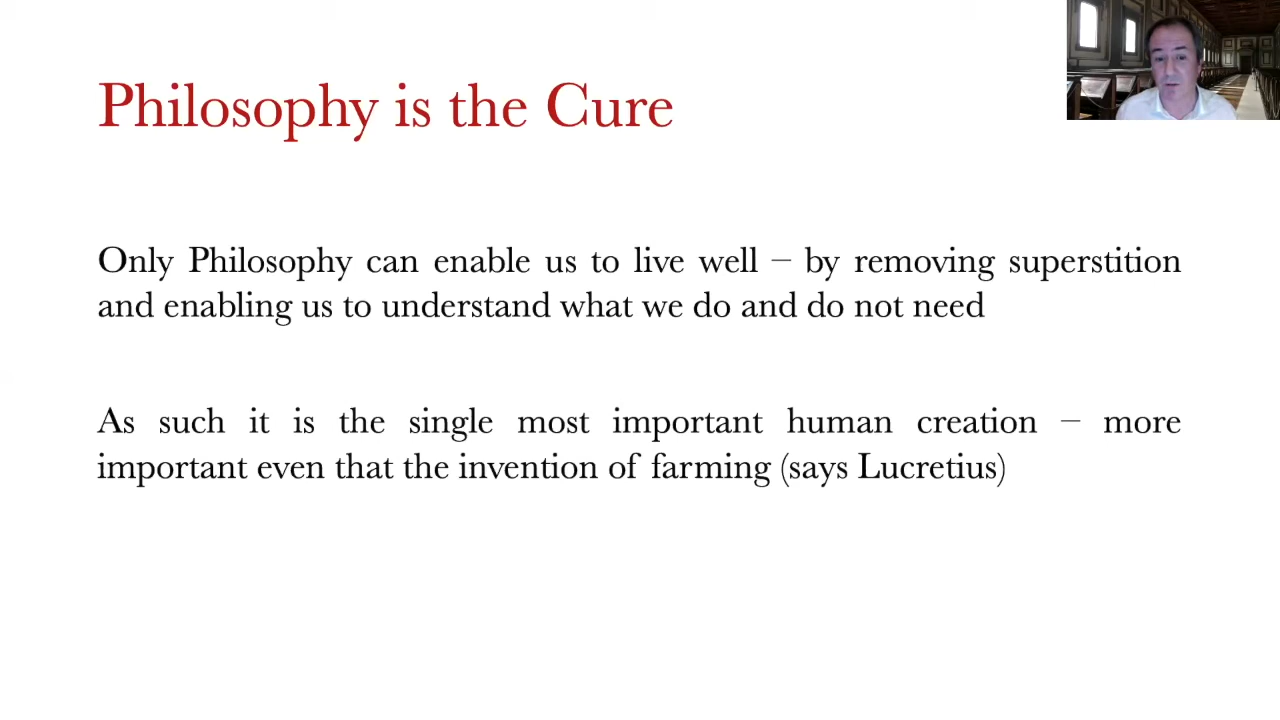 Philosophy is the Cure
Only Philosophy can enable us to live well – by removing superstition
and enabling us to understand what we do and do not need
As such it is the single most important human creation – more
important even that the invention of farming (says Lucretius)